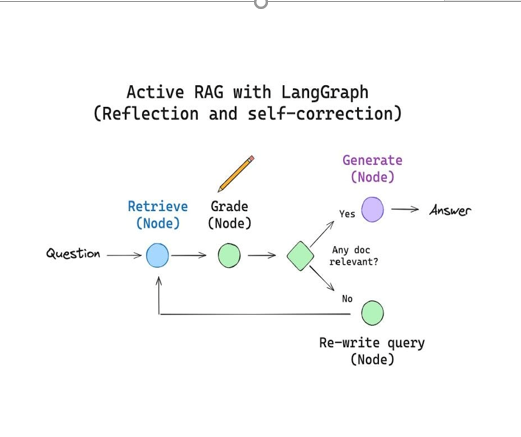 Active RAG with LangGraph
(Reflection and self-correction)
Generate
(Node)
Retrieve
(Node)
Grade
(Node)
Yes
Answer
Question
Any doc
relevant?
No
Re-write query
(Node)